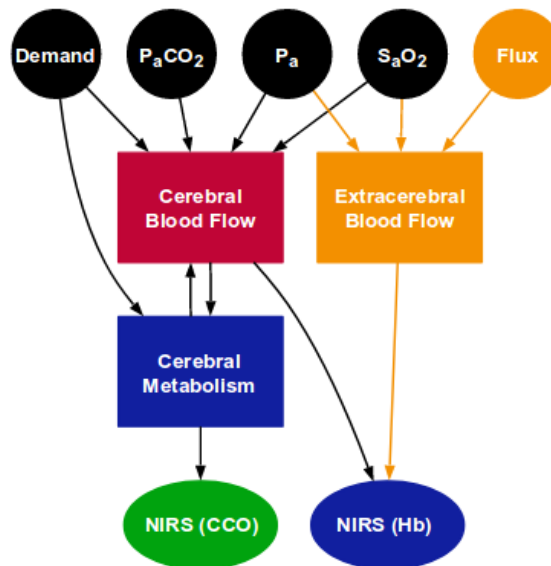 Demand
PₐCO₂
Pₐ
SₐO₂
Flux
Cerebral
Blood Flow
Extracerebral
Blood Flow
Cerebral
Metabolism
NIRS (CCO)
NIRS (Hb)